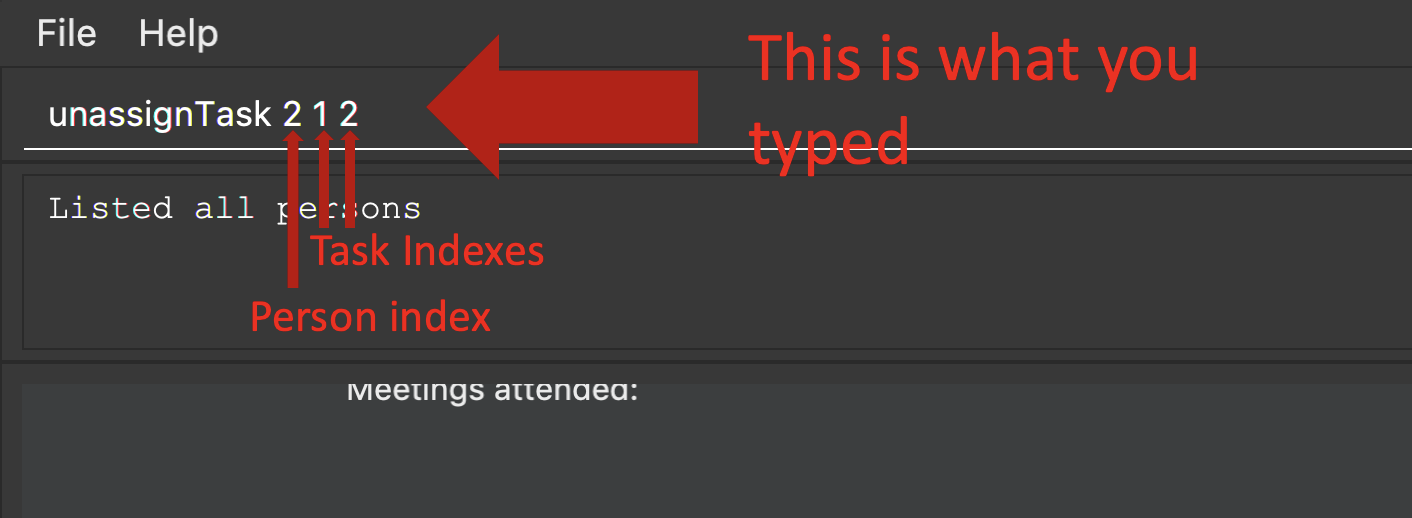 File Help
This is what you
typed
unassignTask 2 1 2
Listed all persons
Task Indexes
Person index
Meetings attended: